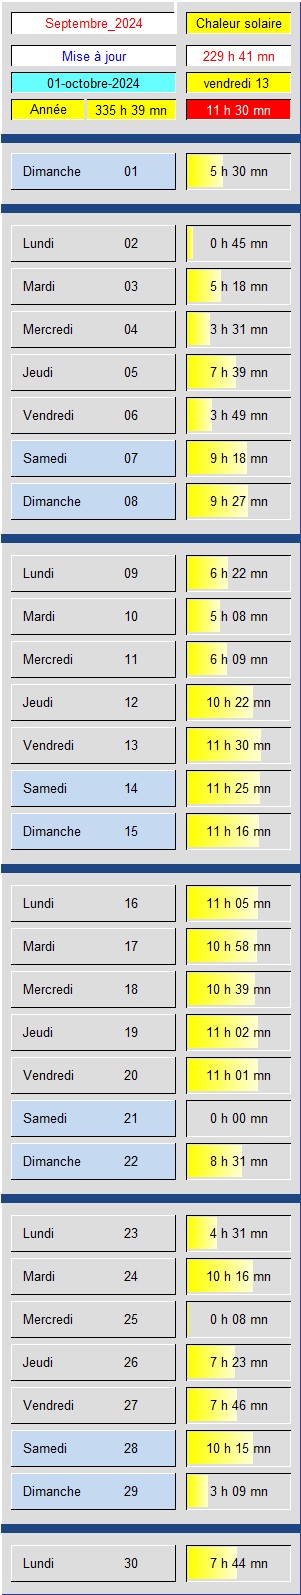 Septembre_2024 Chaleur solaire
Mise à jour 229 h 41 mn
01-octobre-2024 vendredi 13
Année 335 h 39 mn 11 h 30 mn
Dimanche 01 5 h 30 mn
Lundi 02 0 h 45 mn
Mardi 03 5 h 18 mn
Mercredi 04 3 h 31 mn
Jeudi 05 7 h 39 mn
Vendredi 06 3 h 49 mn
Samedi 07 9 h 18 mn
Dimanche 08 9 h 27 mn
Lundi 09 6 h 22 mn
Mardi 10 5 h 08 mn
Mercredi 11 6 h 09 mn
Jeudi 12 10 h 22 mn
Vendredi 13 11 h 30 mn
Samedi 14 11 h 25 mn
Dimanche 15 11 h 16 mn
Lundi 16 11 h 05 mn
Mardi 17 10 h 58 mn
Mercredi 18 10 h 39 mn
Jeudi 19 11 h 02 mn
Vendredi 20 11 h 01 mn
Samedi 21 0 h 00 mn
Dimanche 22 8 h 31 mn
Lundi 23 4 h 31 mn
Mardi 24 10 h 16 mn
Mercredi 25 0 h 08 mn
Jeudi 26 7 h 23 mn
Vendredi 27 7 h 46 mn
Samedi 28 10 h 15 mn
Dimanche 29 3 h 09 mn
Lundi 30 7 h 44 mn